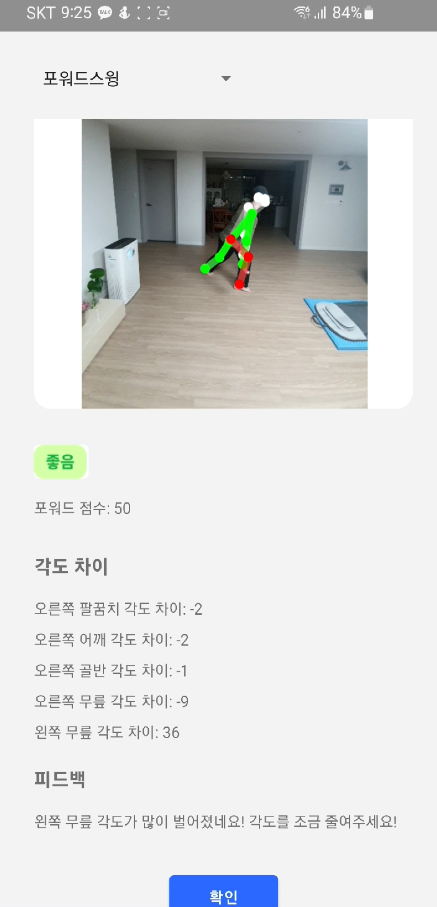 SKT 9:25
84%
포워드스윙
좋음
포워드 점수: 50
각도 차이
오른쪽 팔꿈치 각도 차이: -2
오른쪽 어깨 각도 차이: -2
오른쪽 골반 각도 차이: -1
오른쪽 무릎 각도 차이: -9
왼쪽 무릎 각도 차이: 36
피드백
왼쪽 무릎 각도가 많이 벌어졌네요! 각도를 조금 줄여주세요!
확인